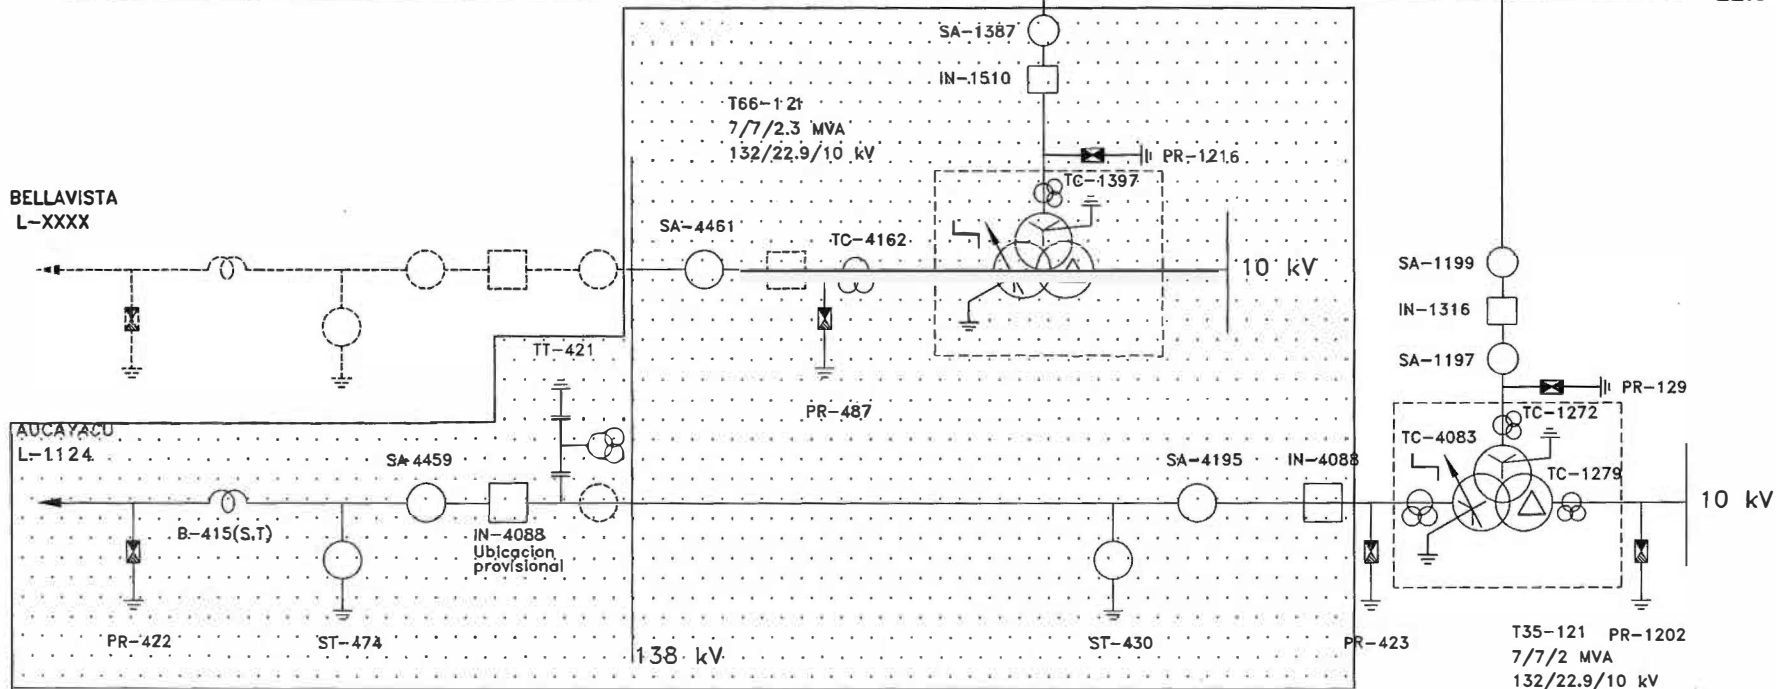 SA-1387
IN-1510
T66-121
7/7/2.3 MVA
132/22.9/10 kV
PR-1216
TC-1397
BELLAVISTA
L-XXXX
SA-4461
TC-4162
10 kV
SA-1199
IN-1316
SA-1197
TT-421
PR-129
PR-487
TC-1272
TC-4083
AUCAYACU
L-1124
SA-4459
SA-4195
IN-4088
TC-1279
10 kV
B-415(S.T)
IN-4088
Ubicacion
provisional
PR-422
ST-474
138 kV
ST-430
PR-423
T35-121
PR-1202
7/7/2 MVA
132/22.9/10 kV